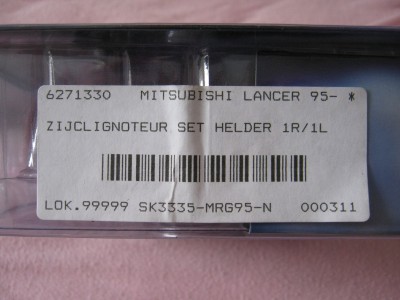 6271330 MITSUBISHI LANCER 95- *
ZIJCLIGNOTEUR SET HELDER 1R/1L
LOK.99999 SK3335-MRG95-N 000311